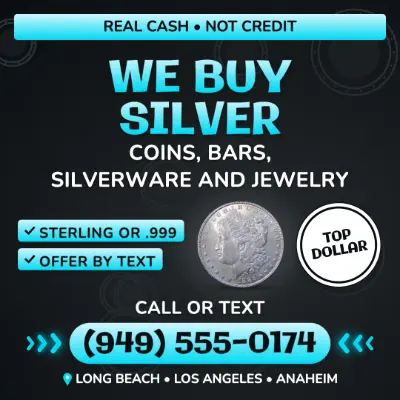 REAL CASH • NOT CREDIT
WE BUY
SILVER
COINS, BARS,
SILVERWARE AND JEWELRY
STERLING OR .999
OFFER BY TEXT
TOP
DOLLAR
CALL OR TEXT
(949) 555-0174
LONG BEACH • LOS ANGELES • ANAHEIM